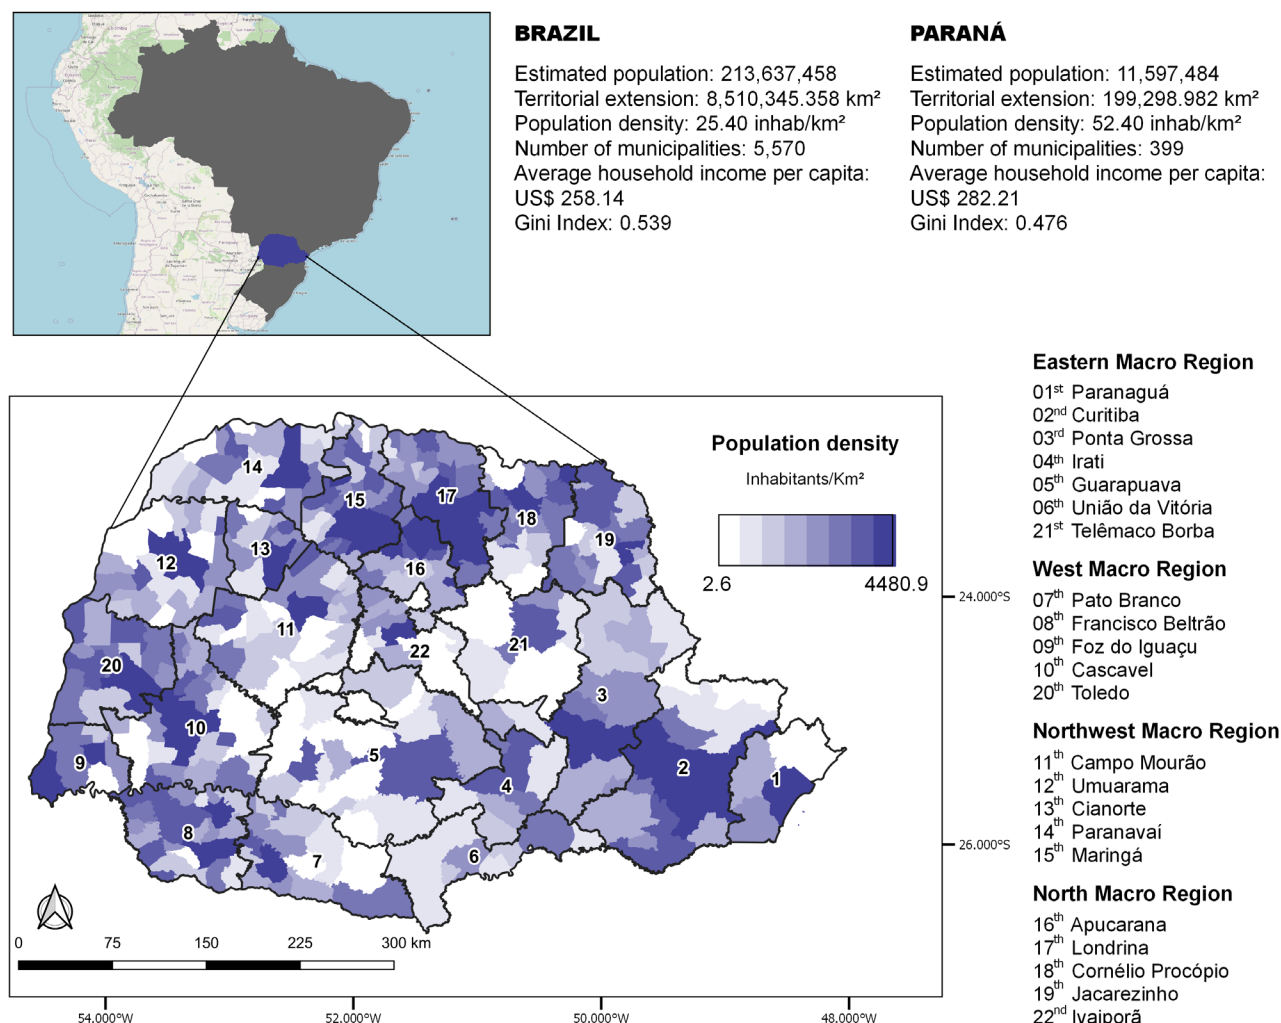 BRAZIL
Estimated population: 213,637,458
Territorial extension: 8,510,345.358 km²
Population density: 25.40 inhab/km²
Number of municipalities: 5,570
Average household income per capita:
US$ 258.14
Gini Index: 0.539
PARANÁ
Estimated population: 11,597,484
Territorial extension: 199,298.982 km²
Population density: 52.40 inhab/km²
Number of municipalities: 399
Average household income per capita:
US$ 282.21
Gini Index: 0.476
Population density
Inhabitants/Km²
2.6
4480.9
14
15
17
18
19
12
13
16
11
22
21
20
3
10
5
2
9
4
1
8
7
6
24.000°S
26.000°S
0 75 150 225 300 km
54.000°W 52.000°W 50.000°W 48.000°W
Eastern Macro Region
01st Paranaguá
02nd Curitiba
03rd Ponta Grossa
04th Irati
05th Guarapuava
06th União da Vitória
21st Telêmaco Borba
West Macro Region
07th Pato Branco
08th Francisco Beltrão
09th Foz do Iguaçu
10th Cascavel
20th Toledo
Northwest Macro Region
11th Campo Mourão
12th Umuarama
13th Cianorte
14th Paranavaí
15th Maringá
North Macro Region
16th Apucarana
17th Londrina
18th Cornélio Procópio
19th Jacarezinho
22nd Ivaiporã